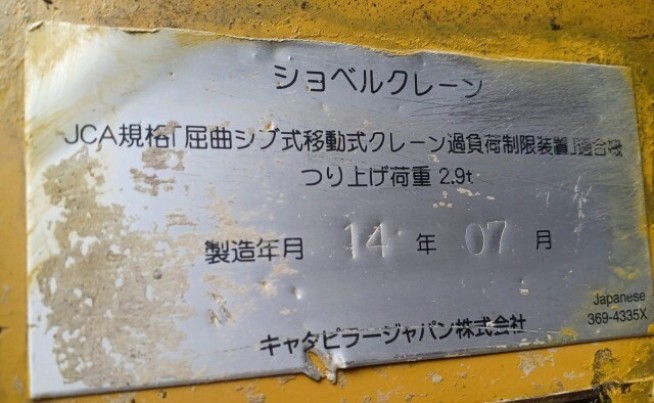 ショベルクレーン
JCA規格「屈曲ジブ式移動式クレーン過負荷制限装置」適合機
つり上げ荷重 2.9t
製造年月 14 年 07 月
Japanese
369-4335X
キャタピラージャパン株式会社